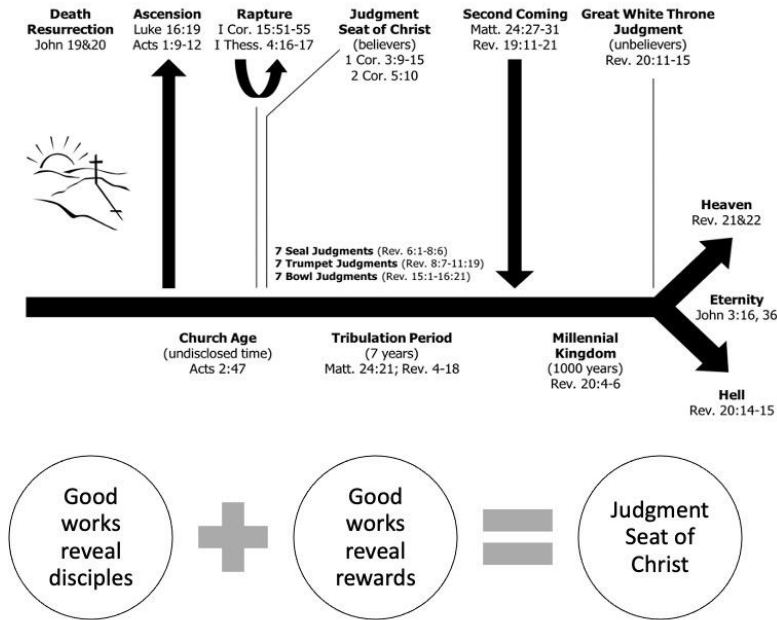 Death
Resurrection
John 19&20
Ascension
Luke 16:19
Acts 1:9-12
Rapture
I Cor. 15:51-55
I Thess. 4:16-17
Judgment
Seat of Christ
(believers)
1 Cor. 3:9-15
2 Cor. 5:10
Second Coming
Matt. 24:27-31
Rev. 19:11-21
Great White Throne
Judgment
(unbelievers)
Rev. 20:11-15
7 Seal Judgments (Rev. 6:1-8:6)
7 Trumpet Judgments (Rev. 8:7-11:19)
7 Bowl Judgments (Rev. 15:1-16:21)
Heaven
Rev. 21&22
Eternity
John 3:16, 36
Hell
Rev. 20:14-15
Church Age
(undisclosed time)
Acts 2:47
Tribulation Period
(7 years)
Matt. 24:21; Rev. 4-18
Millennial
Kingdom
(1000 years)
Rev. 20:4-6
Good
works
reveal
disciples
Good
works
reveal
rewards
Judgment
Seat of
Christ